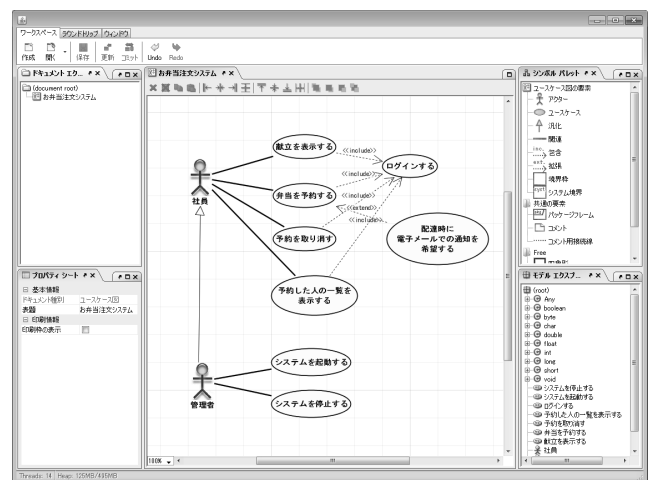 ワークスペース ラウンドトリップ ウィンドウ
作成 開く 保存 更新 コミット Undo Redo
ドキュメント エク...
(document root)
お弁当注文システム
プロパティ シート
基本情報
ドキュメント種別 ユースケース図
表題 お弁当注文システム
印刷情報
印刷枠の表示
お弁当注文システム
献立を表示する
<<include>>
ログインする
<<include>>
社員
弁当を予約する
<<include>>
<<extend>>
<<include>>
配達時に
電子メールでの通知を
希望する
予約を取り消す
予約した人の一覧を
表示する
システムを起動する
管理者
システムを停止する
100%
シンボル パレット
ユースケース図の要素
アクター
ユースケース
汎化
関連
inc.. 包含
ext.. 拡張
境界枠
syst システム境界
共通の要素
パッケージフレーム
コメント
コメント用接続線
Free
モデル エクスプ...
(root)
Any
boolean
byte
char
double
float
int
long
short
void
システムを停止する
システムを起動する
ログインする
予約した人の一覧を表示する
予約を取り消す
弁当を予約する
献立を表示する
社員
Threads: 14 | Heap: 125MB/495MB